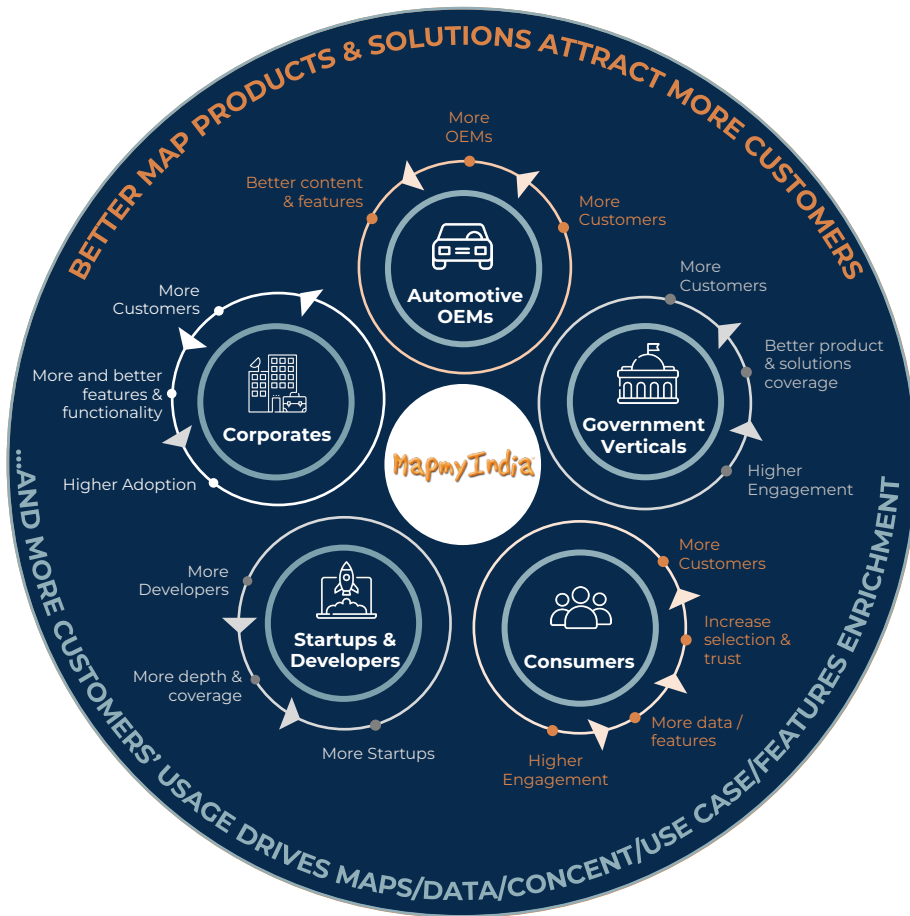 BETTER MAP PRODUCTS & SOLUTIONS ATTRACT MORE CUSTOMERS
More
OEMs
Better content
& features
More
Customers
Automotive
OEMs
More
Customers
More and better
features &
functionality
Higher Adoption
Corporates
More
Customers
Better product
& solutions
coverage
Higher
Engagement
Government
Verticals
MapmyIndia
More
Developers
More depth &
coverage
More Startups
Startups &
Developers
More
Customers
Increase
selection &
trust
More data /
features
Higher
Engagement
Consumers
...AND MORE CUSTOMERS' USAGE DRIVES MAPS/DATA/CONCENT/USE CASE/FEATURES ENRICHMENT